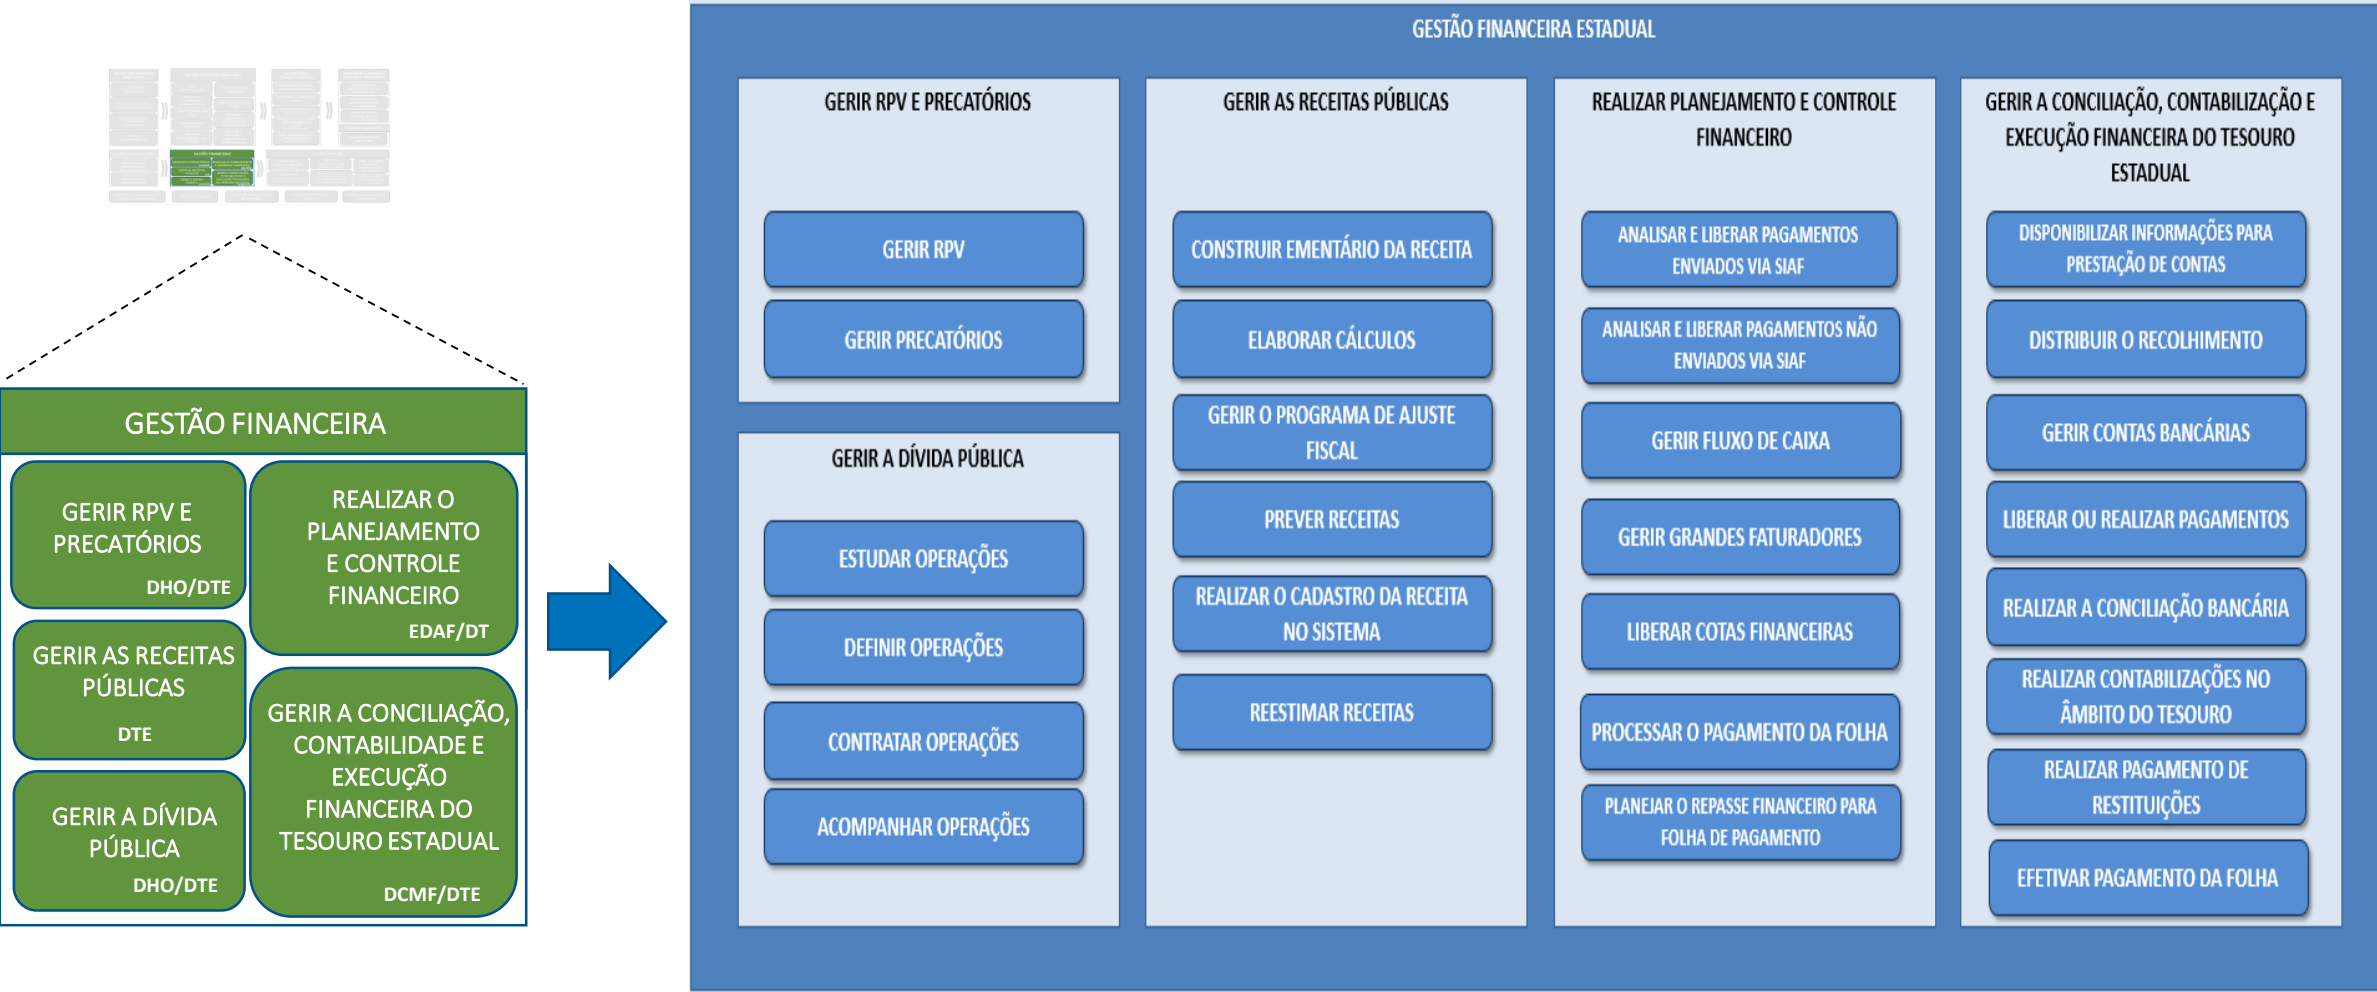 GESTÃO FINANCEIRA
GERIR RPV E
PRECATÓRIOS
DHO/DTE
GERIR AS RECEITAS
PÚBLICAS
DTE
GERIR A DÍVIDA
PÚBLICA
DHO/DTE
REALIZAR O
PLANEJAMENTO
E CONTROLE
FINANCEIRO
EDAF/DT
GERIR A CONCILIAÇÃO,
CONTABILIDADE E
EXECUÇÃO
FINANCEIRA DO
TESOURO ESTADUAL
DCMF/DTE
GESTÃO FINANCEIRA ESTADUAL
GERIR RPV E PRECATÓRIOS
GERIR RPV
GERIR PRECATÓRIOS
GERIR A DÍVIDA PÚBLICA
ESTUDAR OPERAÇÕES
DEFINIR OPERAÇÕES
CONTRATAR OPERAÇÕES
ACOMPANHAR OPERAÇÕES
GERIR AS RECEITAS PÚBLICAS
CONSTRUIR EMENTÁRIO DA RECEITA
ELABORAR CÁLCULOS
GERIR O PROGRAMA DE AJUSTE
FISCAL
PREVER RECEITAS
REALIZAR O CADASTRO DA RECEITA
NO SISTEMA
REESTIMAR RECEITAS
REALIZAR PLANEJAMENTO E CONTROLE
FINANCEIRO
ANALISAR E LIBERAR PAGAMENTOS
ENVIADOS VIA SIAF
ANALISAR E LIBERAR PAGAMENTOS NÃO
ENVIADOS VIA SIAF
GERIR FLUXO DE CAIXA
GERIR GRANDES FATURADORES
LIBERAR COTAS FINANCEIRAS
PROCESSAR O PAGAMENTO DA FOLHA
PLANEJAR O REPASSE FINANCEIRO PARA
FOLHA DE PAGAMENTO
GERIR A CONCILIAÇÃO, CONTABILIZAÇÃO E
EXECUÇÃO FINANCEIRA DO TESOURO
ESTADUAL
DISPONIBILIZAR INFORMAÇÕES PARA
PRESTAÇÃO DE CONTAS
DISTRIBUIR O RECOLHIMENTO
GERIR CONTAS BANCÁRIAS
LIBERAR OU REALIZAR PAGAMENTOS
REALIZAR A CONCILIAÇÃO BANCÁRIA
REALIZAR CONTABILIZAÇÕES NO
ÂMBITO DO TESOURO
REALIZAR PAGAMENTO DE
RESTITUIÇÕES
EFETIVAR PAGAMENTO DA FOLHA